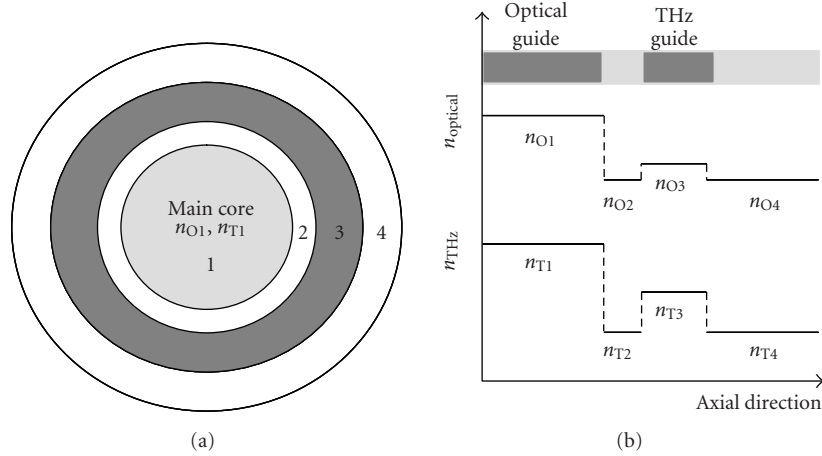 Main core
nO1, nT1
1
2
3
4
(a)
Optical
guide
THz
guide
noptical
nO1
nO2
nO3
nO4
nTHz
nT1
nT2
nT3
nT4
Axial direction
(b)